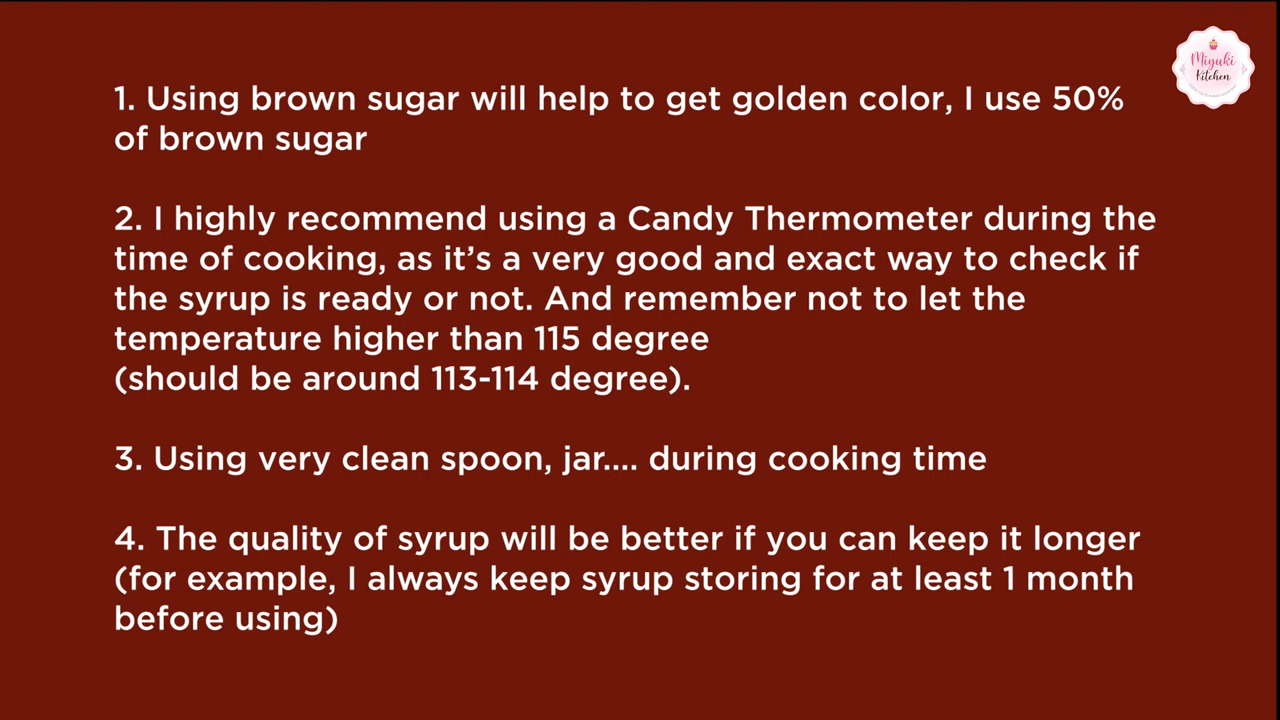 Miyuki
Kitchen
1. Using brown sugar will help to get golden color, I use 50%
of brown sugar
2. I highly recommend using a Candy Thermometer during the
time of cooking, as it's a very good and exact way to check if
the syrup is ready or not. And remember not to let the
temperature higher than 115 degree
(should be around 113-114 degree).
3. Using very clean spoon, jar.... during cooking time
4. The quality of syrup will be better if you can keep it longer
(for example, I always keep syrup storing for at least 1 month
before using)